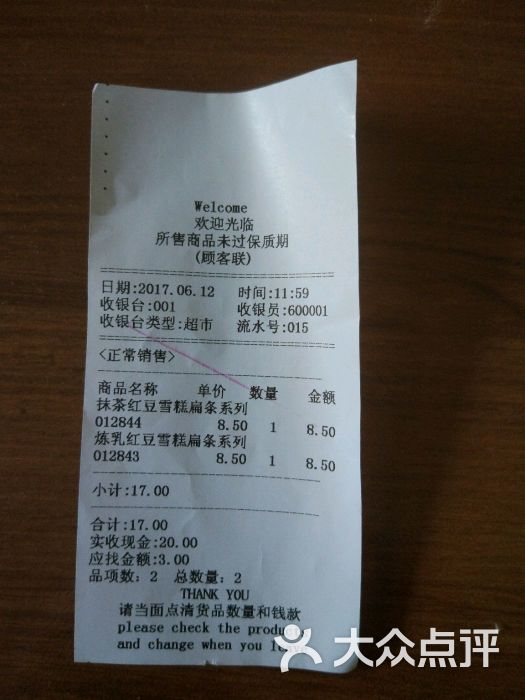 Welcome
欢迎光临
所售商品未过保质期
(顾客联)
日期:2017.06.12 时间:11:59
收银台:001 收银员:600001
收银台类型:超市 流水号:015
<正常销售>
商品名称 单价 数量 金额
抹茶红豆雪糕扁条系列
012844 8.50 1 8.50
炼乳红豆雪糕扁条系列
012843 8.50 1 8.50
小计:17.00
合计:17.00
实收现金:20.00
应找金额:3.00
品项数: 2 总数量: 2
THANK YOU
请当面点清货品数量和钱款
please check the product
and change when you leave
大众点评